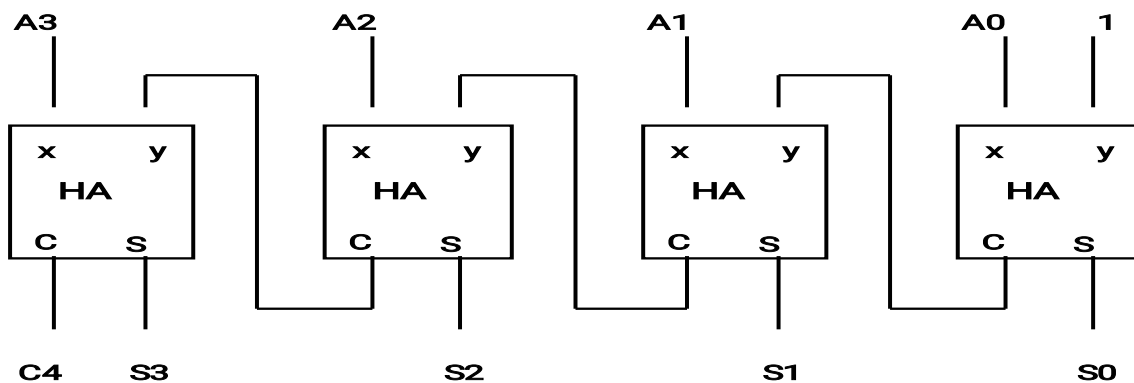 A3 A2 A1 A0 1
x y x y x y x y
HA HA HA HA
C S C S C S C S
C4 S3 S2 S1 S0